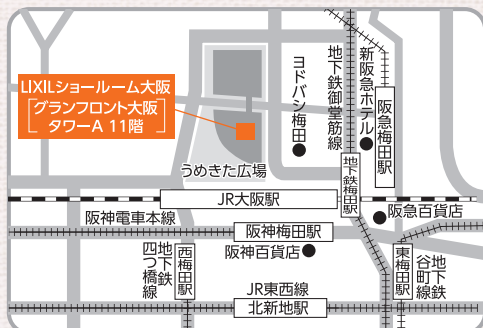 LIXILショールーム大阪
グランフロント大阪
タワーA 11階
ヨドバシ梅田
地下鉄御堂筋線
新阪急ホテル
阪急梅田駅
うめきた広場
地下鉄梅田駅
JR大阪駅
阪急百貨店
阪神電車本線
阪神梅田駅
阪神百貨店
地下鉄
四つ橋線
西梅田駅
東梅田駅
地下鉄
谷町線
JR東西線
北新地駅